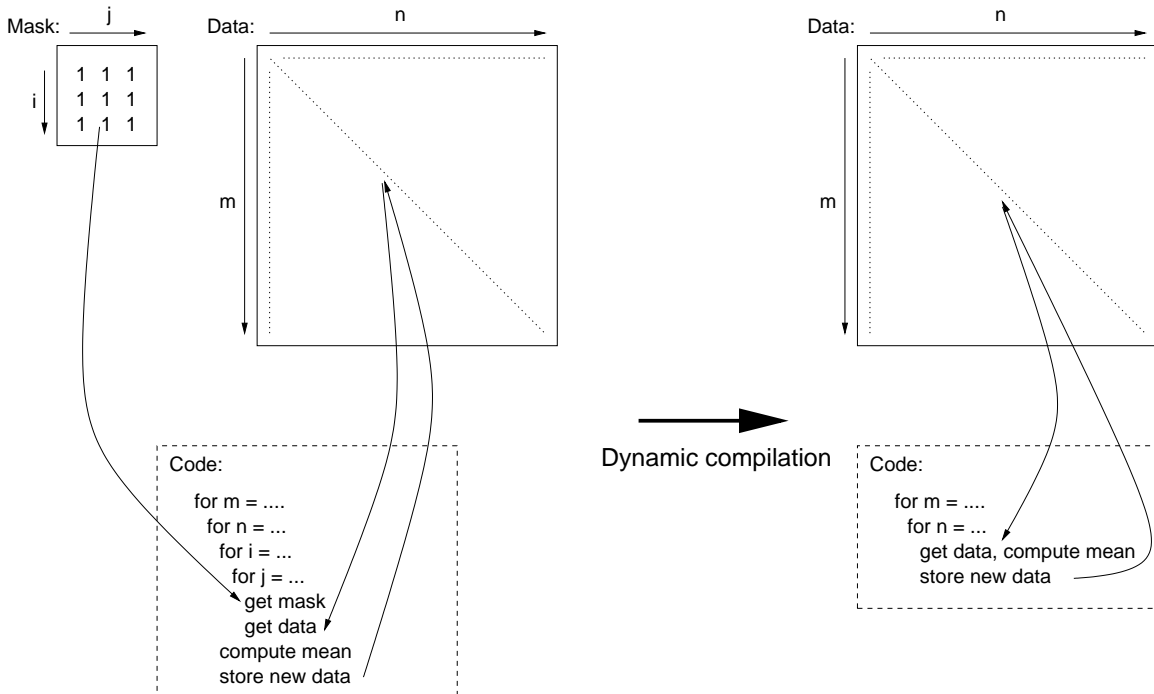 j
Mask:
i
1 1 1
1 1 1
1 1 1
Data:
n
m
Code:
for m = ....
for n = ...
for i = ...
for j = ...
get mask
get data
compute mean
store new data
Dynamic compilation
Data:
n
m
Code:
for m = ....
for n = ...
get data, compute mean
store new data